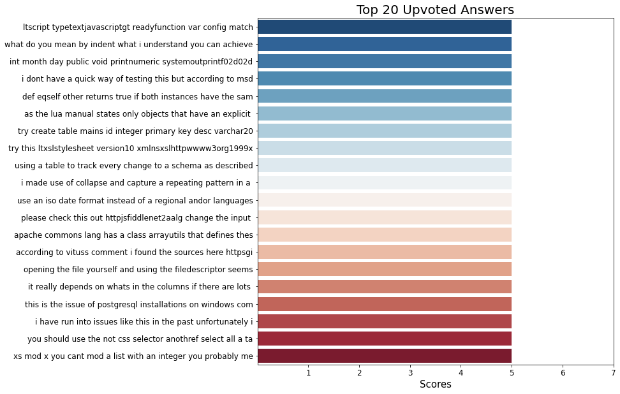 Top 20 Upvoted Answers
ltscript typetextjavascriptgt readyfunction var config match
what do you mean by indent what i understand you can achieve
int month day public void printnumeric systemoutprintf02d02d
i dont have a quick way of testing this but according to msd
def eqself other returns true if both instances have the sam
as the lua manual states only objects that have an explicit
try create table mains id integer primary key desc varchar20
try this ltxslstylesheet version10 xmlnsxslhttpwwww3org1999x
using a table to track every change to a schema as described
i made use of collapse and capture a repeating pattern in a
use an iso date format instead of a regional andor languages
please check this out httpjsfiddlenet2aalg change the input
apache commons lang has a class arrayutils that defines thes
according to vituss comment i found the sources here httpsgi
opening the file yourself and using the filedescriptor seems
it really depends on whats in the columns if there are lots
this is the issue of postgresql installations on windows com
i have run into issues like this in the past unfortunately i
you should use the not css selector anothref select all a ta
xs mod x you cant mod a list with an integer you probably me
1 2 3 4 5 6 7
Scores